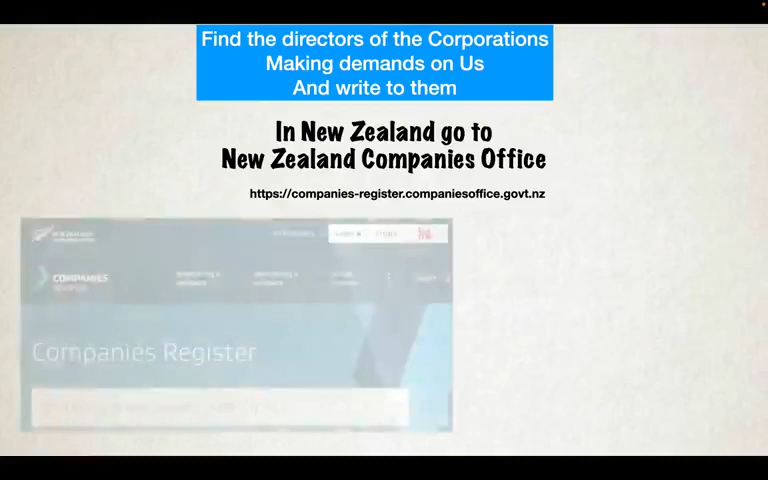 Find the directors of the Corporations
Making demands on Us
And write to them
In New Zealand go to
New Zealand Companies Office
https://companies-register.companiesoffice.govt.nz
COMPANIES
Companies Register